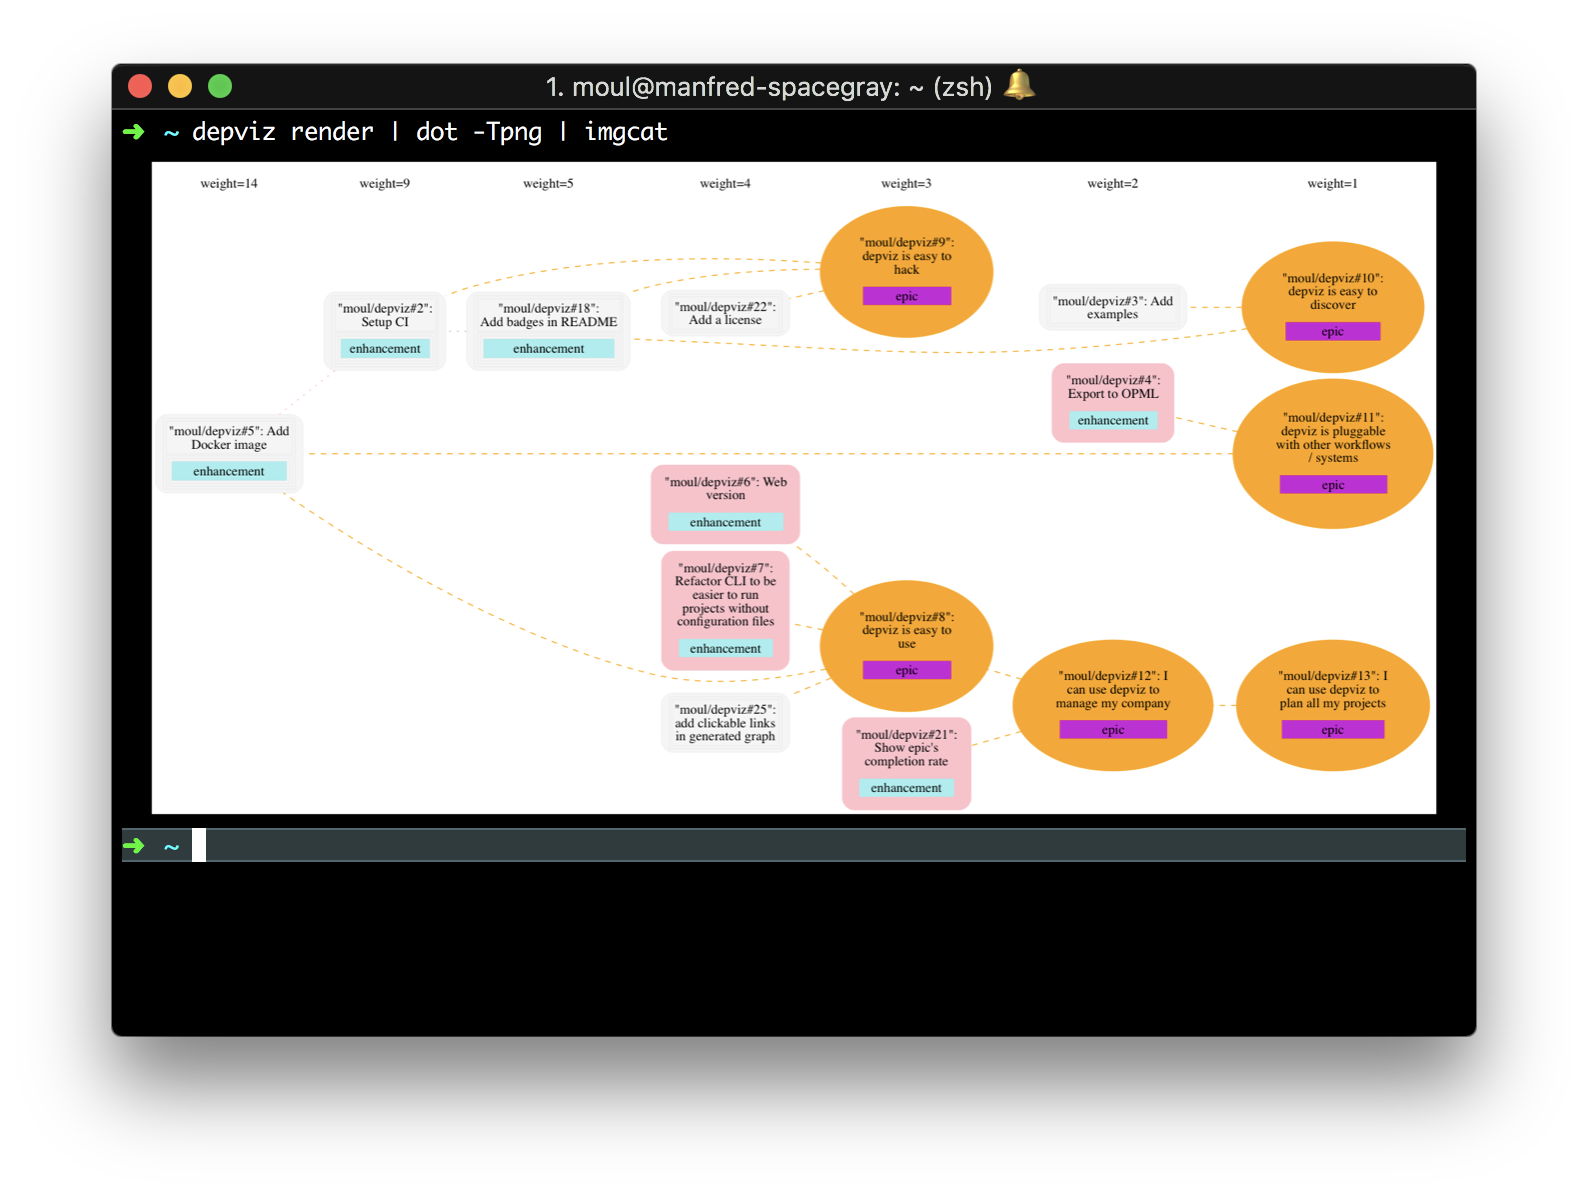 1. moul@manfred-spacegray: ~ (zsh) 🔔
➜ ~ depviz render | dot -Tpng | imgcat
weight=14
weight=9
weight=5
weight=4
weight=3
weight=2
weight=1
"moul/depviz#9":
depviz is easy to
hack
epic
"moul/depviz#10":
depviz is easy to
discover
epic
"moul/depviz#2":
Setup CI
enhancement
"moul/depviz#18":
Add badges in README
enhancement
"moul/depviz#22":
Add a license
"moul/depviz#3": Add
examples
"moul/depviz#4":
Export to OPML
enhancement
"moul/depviz#5": Add
Docker image
enhancement
"moul/depviz#11":
depviz is pluggable
with other workflows
/ systems
epic
"moul/depviz#6": Web
version
enhancement
"moul/depviz#7":
Refactor CLI to be
easier to run
projects without
configuration files
enhancement
"moul/depviz#8":
depviz is easy to
use
epic
"moul/depviz#12": I
can use depviz to
manage my company
epic
"moul/depviz#13": I
can use depviz to
plan all my projects
epic
"moul/depviz#25":
add clickable links
in generated graph
"moul/depviz#21":
Show epic's
completion rate
enhancement
➜ ~